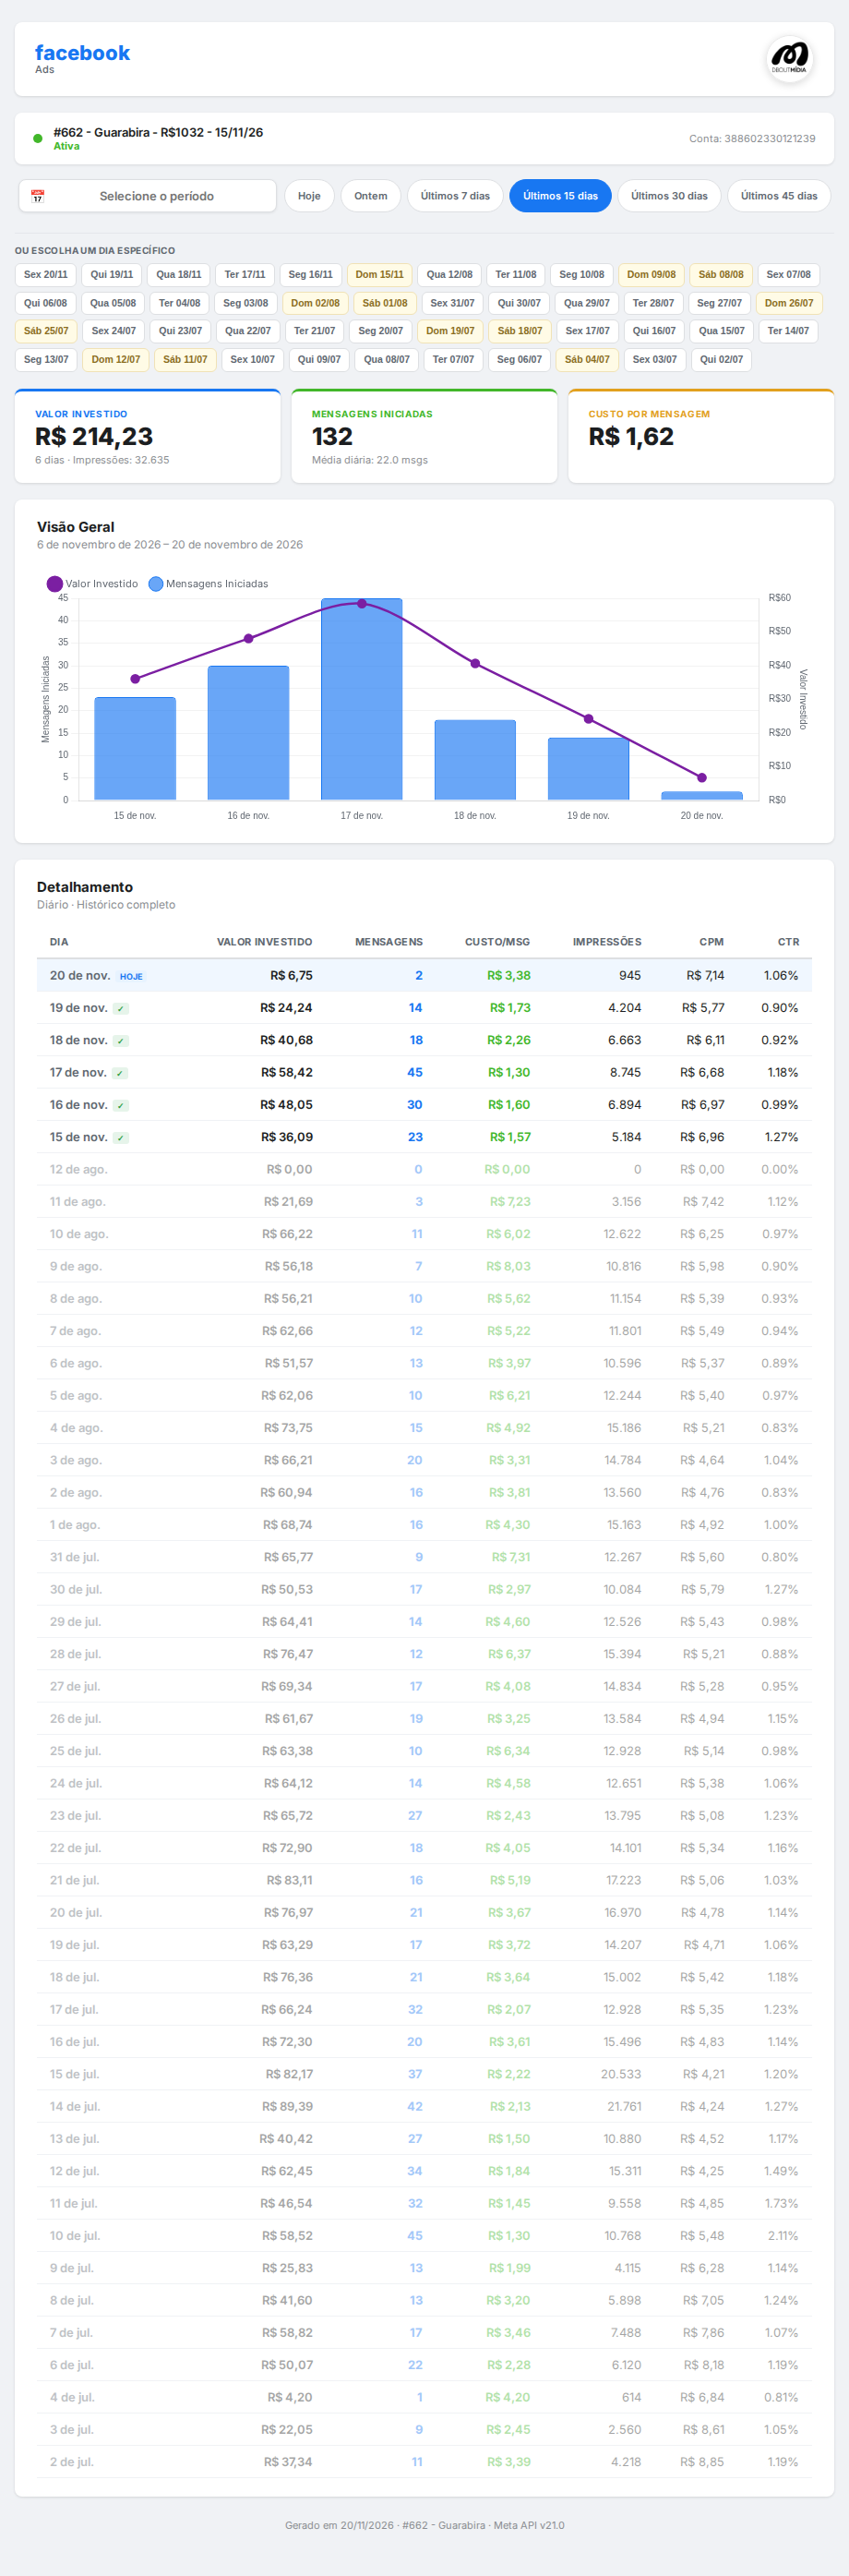 facebook
Ads
DBOUTMÍDIA
#662 - Guarabira - R$1032 - 15/11/26
Ativa
Conta: 388602330121239
Selecione o período
Hoje
Ontem
Últimos 7 dias
Últimos 15 dias
Últimos 30 dias
Últimos 45 dias
OU ESCOLHA UM DIA ESPECÍFICO
Sex 20/11 Qui 19/11 Qua 18/11 Ter 17/11 Seg 16/11 Dom 15/11 Qua 12/08 Ter 11/08 Seg 10/08 Dom 09/08 Sáb 08/08 Sex 07/08
Qui 06/08 Qua 05/08 Ter 04/08 Seg 03/08 Dom 02/08 Sáb 01/08 Sex 31/07 Qui 30/07 Qua 29/07 Ter 28/07 Seg 27/07 Dom 26/07
Sáb 25/07 Sex 24/07 Qui 23/07 Qua 22/07 Ter 21/07 Seg 20/07 Dom 19/07 Sáb 18/07 Sex 17/07 Qui 16/07 Qua 15/07 Ter 14/07
Seg 13/07 Dom 12/07 Sáb 11/07 Sex 10/07 Qui 09/07 Qua 08/07 Ter 07/07 Seg 06/07 Sáb 04/07 Sex 03/07 Qui 02/07
VALOR INVESTIDO
R$ 214,23
6 dias · Impressões: 32.635
MENSAGENS INICIADAS
132
Média diária: 22.0 msgs
CUSTO POR MENSAGEM
R$ 1,62
Visão Geral
6 de novembro de 2026 – 20 de novembro de 2026
Valor Investido Mensagens Iniciadas
Mensagens Iniciadas
45
40
35
30
25
20
15
10
5
0
R$60
R$50
R$40
R$30
R$20
R$10
R$0
Valor Investido
15 de nov. 16 de nov. 17 de nov. 18 de nov. 19 de nov. 20 de nov.
Detalhamento
Diário · Histórico completo
DIA VALOR INVESTIDO MENSAGENS CUSTO/MSG IMPRESSÕES CPM CTR
20 de nov. HOJE R$ 6,75 2 R$ 3,38 945 R$ 7,14 1.06%
19 de nov. ✓ R$ 24,24 14 R$ 1,73 4.204 R$ 5,77 0.90%
18 de nov. ✓ R$ 40,68 18 R$ 2,26 6.663 R$ 6,11 0.92%
17 de nov. ✓ R$ 58,42 45 R$ 1,30 8.745 R$ 6,68 1.18%
16 de nov. ✓ R$ 48,05 30 R$ 1,60 6.894 R$ 6,97 0.99%
15 de nov. ✓ R$ 36,09 23 R$ 1,57 5.184 R$ 6,96 1.27%
12 de ago. R$ 0,00 0 R$ 0,00 0 R$ 0,00 0.00%
11 de ago. R$ 21,69 3 R$ 7,23 3.156 R$ 7,42 1.12%
10 de ago. R$ 66,22 11 R$ 6,02 12.622 R$ 6,25 0.97%
9 de ago. R$ 56,18 7 R$ 8,03 10.816 R$ 5,98 0.90%
8 de ago. R$ 56,21 10 R$ 5,62 11.154 R$ 5,39 0.93%
7 de ago. R$ 62,66 12 R$ 5,22 11.801 R$ 5,49 0.94%
6 de ago. R$ 51,57 13 R$ 3,97 10.596 R$ 5,37 0.89%
5 de ago. R$ 62,06 10 R$ 6,21 12.244 R$ 5,40 0.97%
4 de ago. R$ 73,75 15 R$ 4,92 15.186 R$ 5,21 0.83%
3 de ago. R$ 66,21 20 R$ 3,31 14.784 R$ 4,64 1.04%
2 de ago. R$ 60,94 16 R$ 3,81 13.560 R$ 4,76 0.83%
1 de ago. R$ 68,74 16 R$ 4,30 15.163 R$ 4,92 1.00%
31 de jul. R$ 65,77 9 R$ 7,31 12.267 R$ 5,60 0.80%
30 de jul. R$ 50,53 17 R$ 2,97 10.084 R$ 5,79 1.27%
29 de jul. R$ 64,41 14 R$ 4,60 12.526 R$ 5,43 0.98%
28 de jul. R$ 76,47 12 R$ 6,37 15.394 R$ 5,21 0.88%
27 de jul. R$ 69,34 17 R$ 4,08 14.834 R$ 5,28 0.95%
26 de jul. R$ 61,67 19 R$ 3,25 13.584 R$ 4,94 1.15%
25 de jul. R$ 63,38 10 R$ 6,34 12.928 R$ 5,14 0.98%
24 de jul. R$ 64,12 14 R$ 4,58 12.651 R$ 5,38 1.06%
23 de jul. R$ 65,72 27 R$ 2,43 13.795 R$ 5,08 1.23%
22 de jul. R$ 72,90 18 R$ 4,05 14.101 R$ 5,34 1.16%
21 de jul. R$ 83,11 16 R$ 5,19 17.223 R$ 5,06 1.03%
20 de jul. R$ 76,97 21 R$ 3,67 16.970 R$ 4,78 1.14%
19 de jul. R$ 63,29 17 R$ 3,72 14.207 R$ 4,71 1.06%
18 de jul. R$ 76,36 21 R$ 3,64 15.002 R$ 5,42 1.18%
17 de jul. R$ 66,24 32 R$ 2,07 12.928 R$ 5,35 1.23%
16 de jul. R$ 72,30 20 R$ 3,61 15.496 R$ 4,83 1.14%
15 de jul. R$ 82,17 37 R$ 2,22 20.533 R$ 4,21 1.20%
14 de jul. R$ 89,39 42 R$ 2,13 21.761 R$ 4,24 1.27%
13 de jul. R$ 40,42 27 R$ 1,50 10.880 R$ 4,52 1.17%
12 de jul. R$ 62,45 34 R$ 1,84 15.311 R$ 4,25 1.49%
11 de jul. R$ 46,54 32 R$ 1,45 9.558 R$ 4,85 1.73%
10 de jul. R$ 58,52 45 R$ 1,30 10.768 R$ 5,48 2.11%
9 de jul. R$ 25,83 13 R$ 1,99 4.115 R$ 6,28 1.14%
8 de jul. R$ 41,60 13 R$ 3,20 5.898 R$ 7,05 1.24%
7 de jul. R$ 58,82 17 R$ 3,46 7.488 R$ 7,86 1.07%
6 de jul. R$ 50,07 22 R$ 2,28 6.120 R$ 8,18 1.19%
4 de jul. R$ 4,20 1 R$ 4,20 614 R$ 6,84 0.81%
3 de jul. R$ 22,05 9 R$ 2,45 2.560 R$ 8,61 1.05%
2 de jul. R$ 37,34 11 R$ 3,39 4.218 R$ 8,85 1.19%
Gerado em 20/11/2026 · #662 - Guarabira · Meta API v21.0